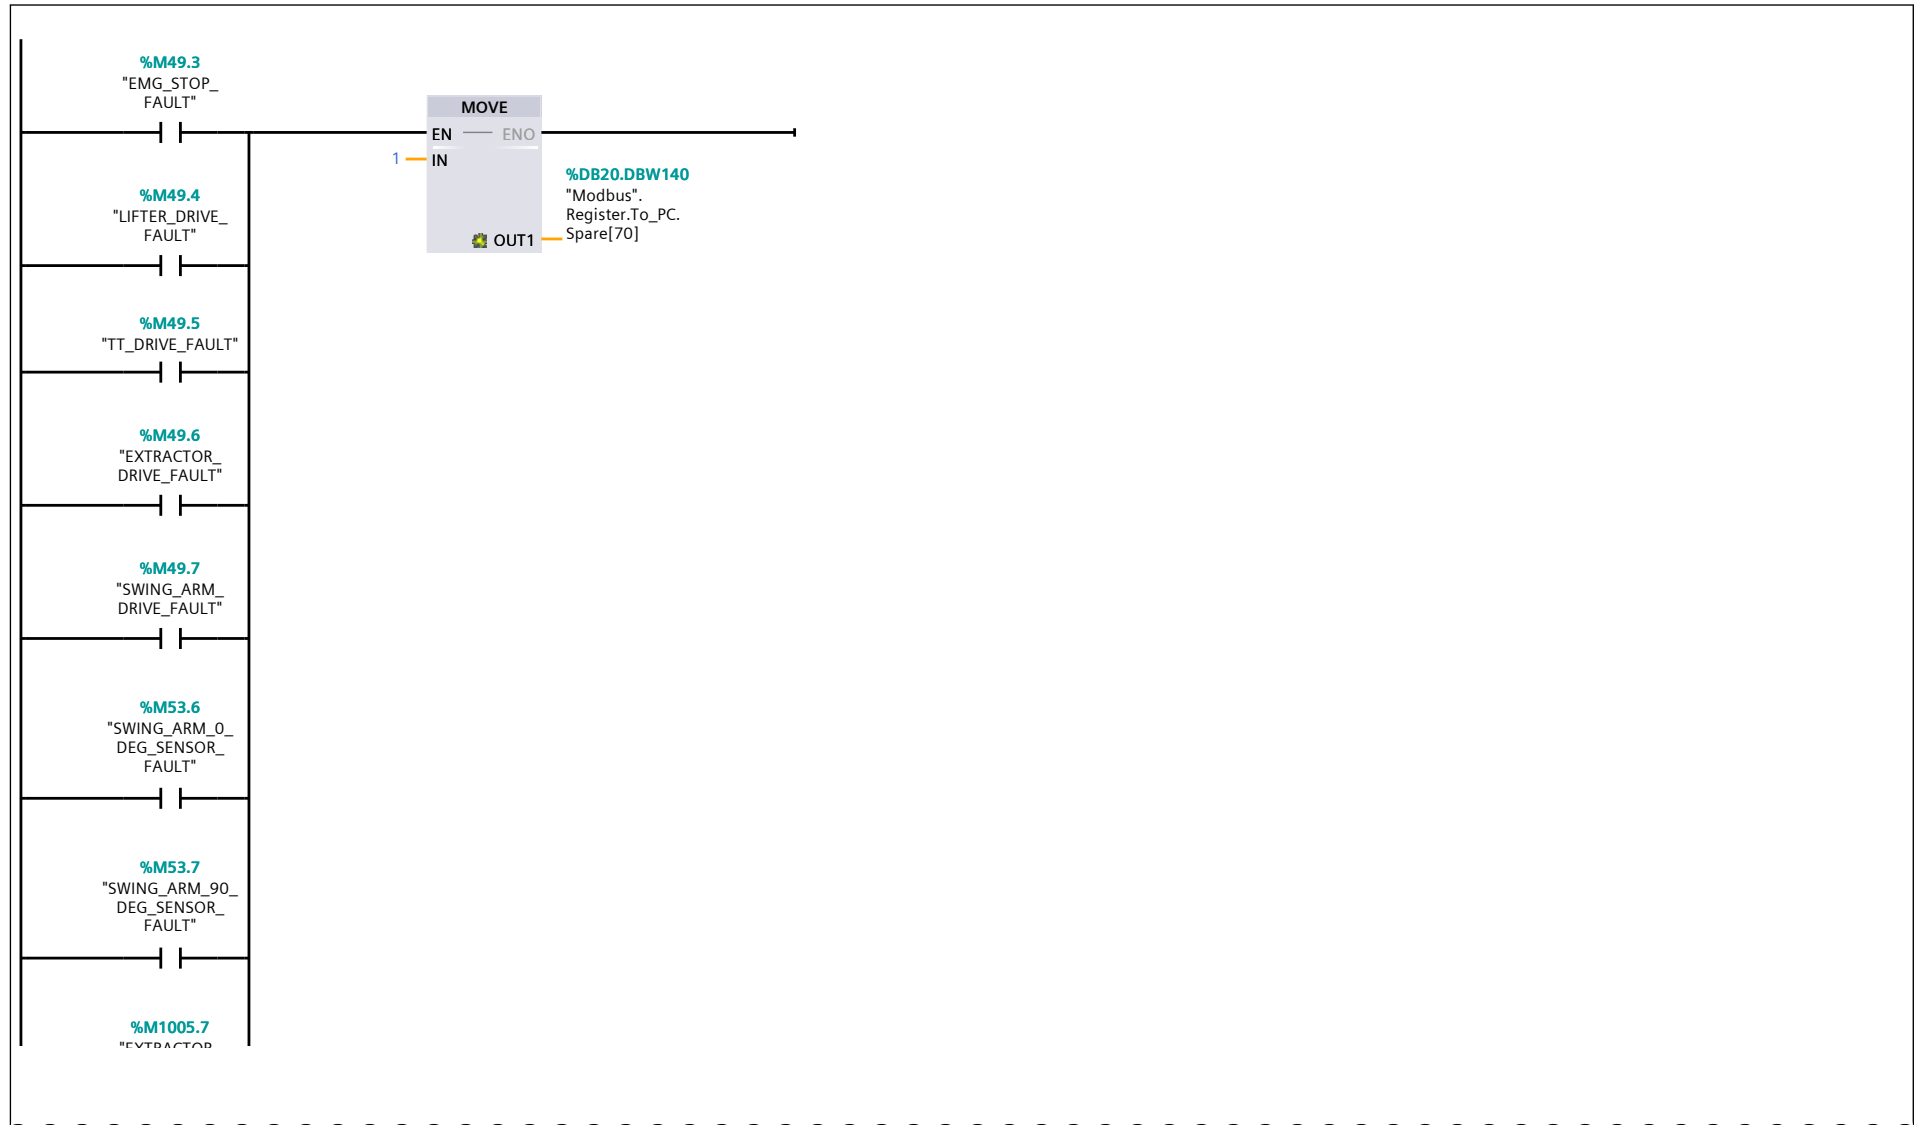 %M49.3
"EMG_STOP_
FAULT"
MOVE
EN
ENO
1
IN
%DB20.DBW140
"Modbus".
Register.To_PC.
Spare[70]
OUT1
%M49.4
"LIFTER_DRIVE_
FAULT"
%M49.5
"TT_DRIVE_FAULT"
%M49.6
"EXTRACTOR_
DRIVE_FAULT"
%M49.7
"SWING_ARM_
DRIVE_FAULT"
%M53.6
"SWING_ARM_0_
DEG_SENSOR_
FAULT"
%M53.7
"SWING_ARM_90_
DEG_SENSOR_
FAULT"
%M1005.7
"EXTRACTOR_